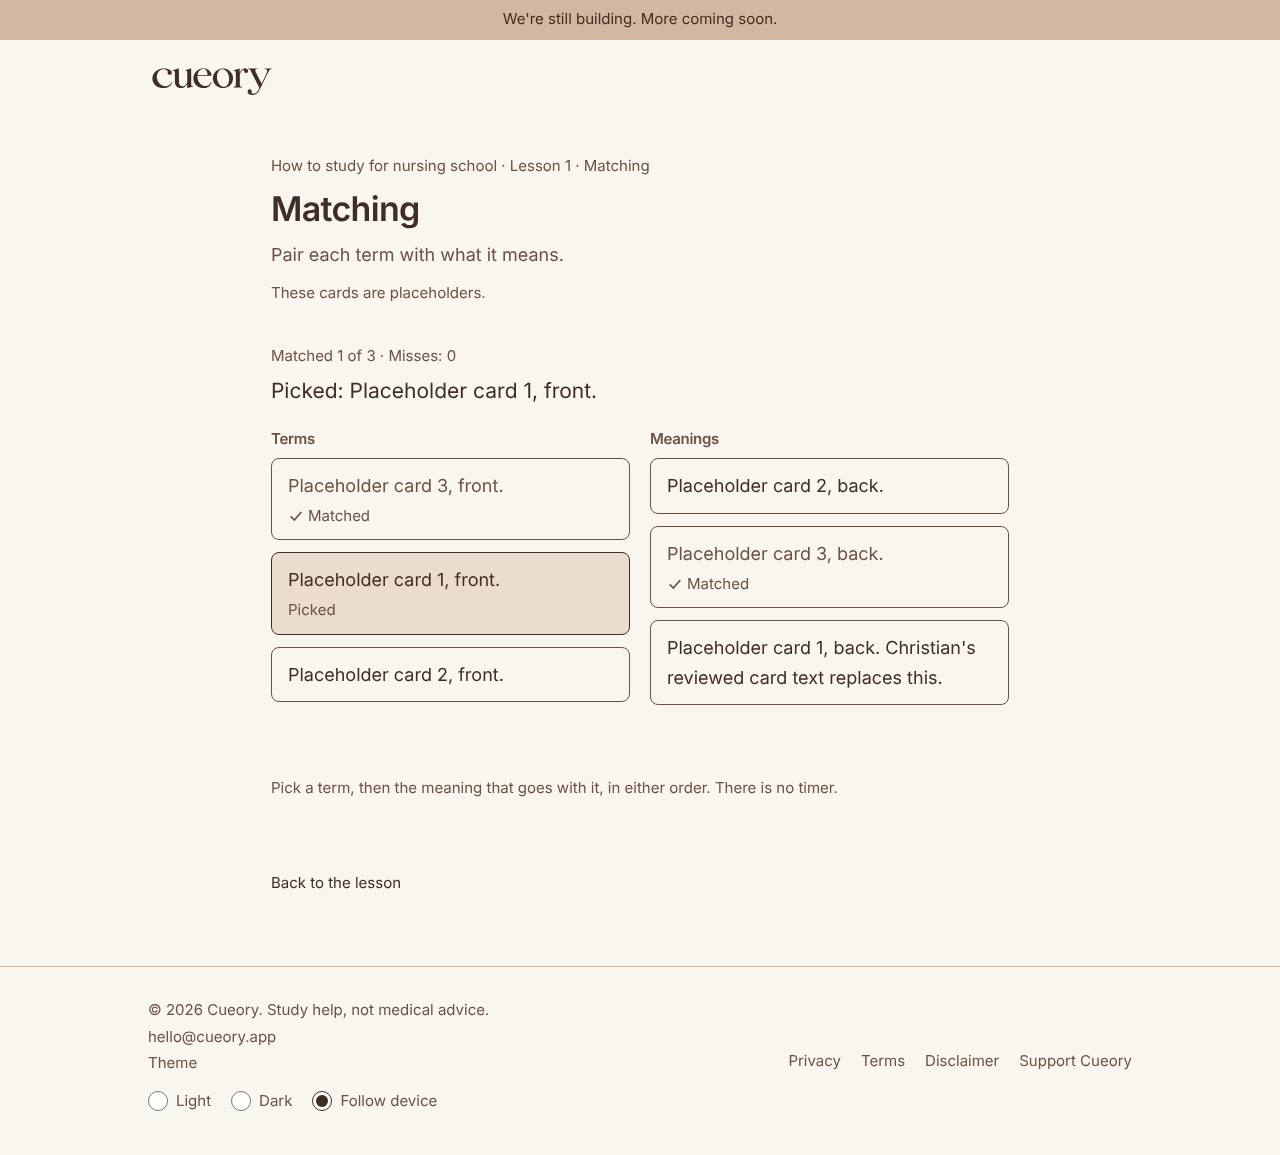 We're still building. More coming soon.
cueory
How to study for nursing school · Lesson 1 · Matching
Matching
Pair each term with what it means.
These cards are placeholders.
Matched 1 of 3 · Misses: 0
Picked: Placeholder card 1, front.
Terms
Placeholder card 3, front.
Matched
Placeholder card 1, front.
Picked
Placeholder card 2, front.
Meanings
Placeholder card 2, back.
Placeholder card 3, back.
Matched
Placeholder card 1, back. Christian's
reviewed card text replaces this.
Pick a term, then the meaning that goes with it, in either order. There is no timer.
Back to the lesson
© 2026 Cueory. Study help, not medical advice.
hello@cueory.app
Theme
Light Dark Follow device
Privacy Terms Disclaimer Support Cueory